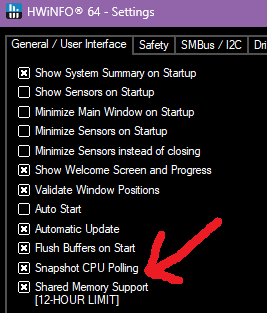 HWiNFO® 64 - Settings
General / User Interface Safety SMBus / I2C Dri
Show System Summary on Startup
Show Sensors on Startup
Minimize Main Window on Startup
Minimize Sensors on Startup
Minimize Sensors instead of closing
Show Welcome Screen and Progress
Validate Window Positions
Auto Start
Automatic Update
Flush Buffers on Start
Snapshot CPU Polling
Shared Memory Support
[12-HOUR LIMIT]